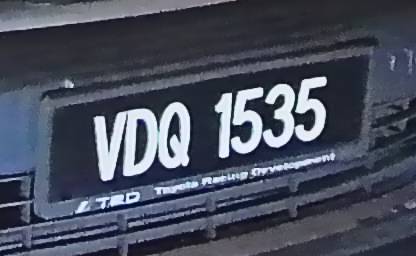 VDQ 1535
TRD Toyota Racing Development